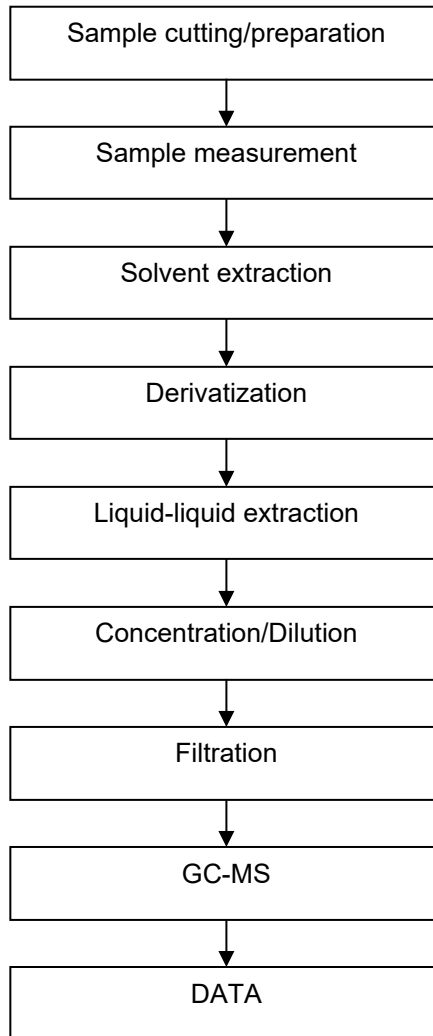 Sample cutting/preparation
Sample measurement
Solvent extraction
Derivatization
Liquid-liquid extraction
Concentration/Dilution
Filtration
GC-MS
DATA